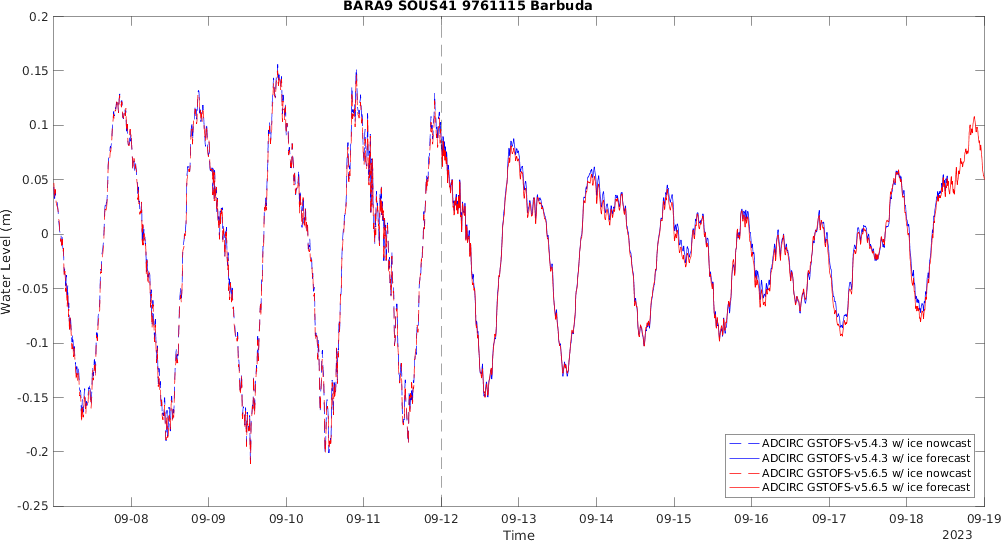 BARA9 SOUS41 9761115 Barbuda
0.2
0.15
0.1
0.05
0
-0.05
-0.1
-0.15
-0.2
-0.25
Water Level (m)
ADCIRC GSTOFS-v5.4.3 w/ ice nowcast
ADCIRC GSTOFS-v5.4.3 w/ ice forecast
ADCIRC GSTOFS-v5.6.5 w/ ice nowcast
ADCIRC GSTOFS-v5.6.5 w/ ice forecast
09-08 09-09 09-10 09-11 09-12 09-13 09-14 09-15 09-16 09-17 09-18 09-19
Time
2023